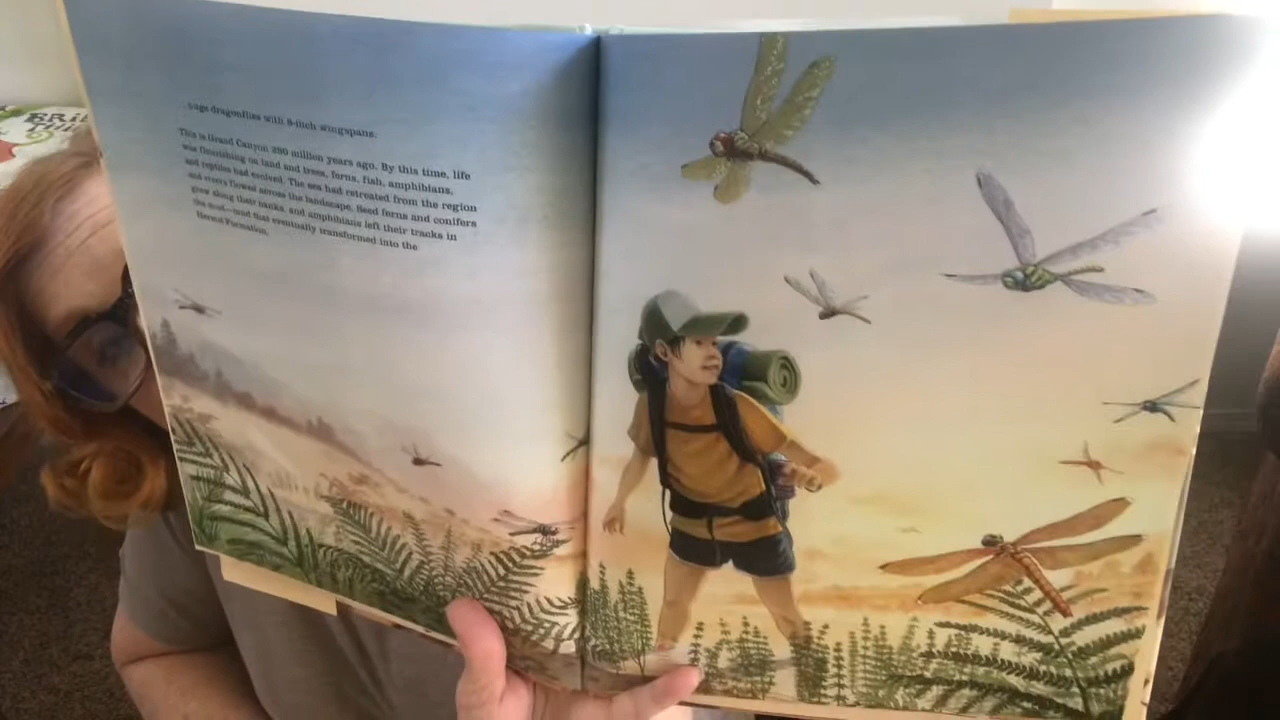 huge dragonflies with 8-inch wingspans.
This is Grand Canyon 280 million years ago. By this time, life
was flourishing on land and trees, ferns, fish, amphibians,
and reptiles had evolved. The sea had retreated from the region
and rivers flowed across the landscape. Seed ferns and conifers
grew along their banks, and amphibians left their tracks in
the mud—mud that eventually transformed into the
Hermit Formation.